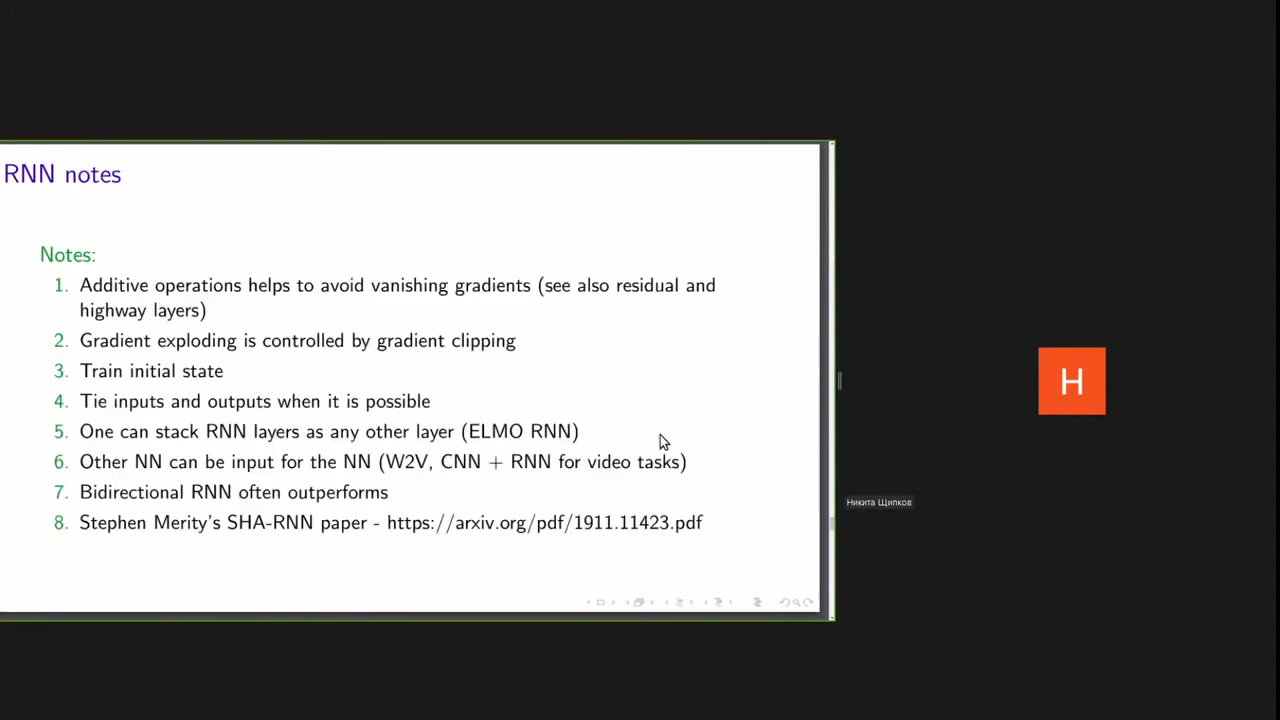 RNN notes
Notes:
1. Additive operations helps to avoid vanishing gradients (see also residual and
highway layers)
2. Gradient exploding is controlled by gradient clipping
3. Train initial state
4. Tie inputs and outputs when it is possible
5. One can stack RNN layers as any other layer (ELMO RNN)
6. Other NN can be input for the NN (W2V, CNN + RNN for video tasks)
7. Bidirectional RNN often outperforms
8. Stephen Merity's SHA-RNN paper - https://arxiv.org/pdf/1911.11423.pdf
H
Никита Щипков